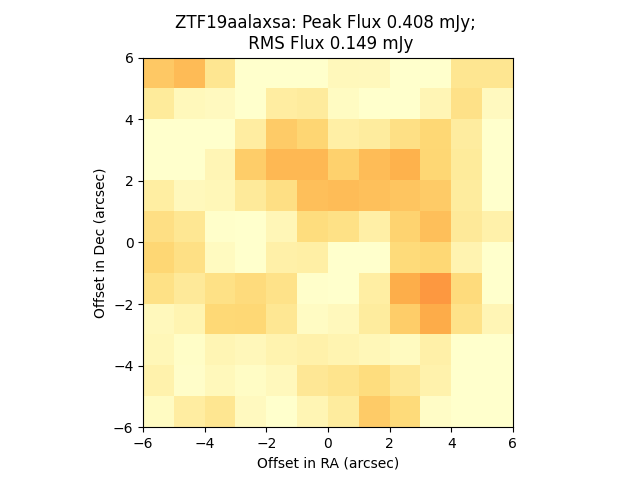 ZTF19aalaxsa: Peak Flux 0.408 mJy;
RMS Flux 0.149 mJy
6
4
2
0
−2
−4
−6
Offset in Dec (arcsec)
−6 −4 −2 0 2 4 6
Offset in RA (arcsec)